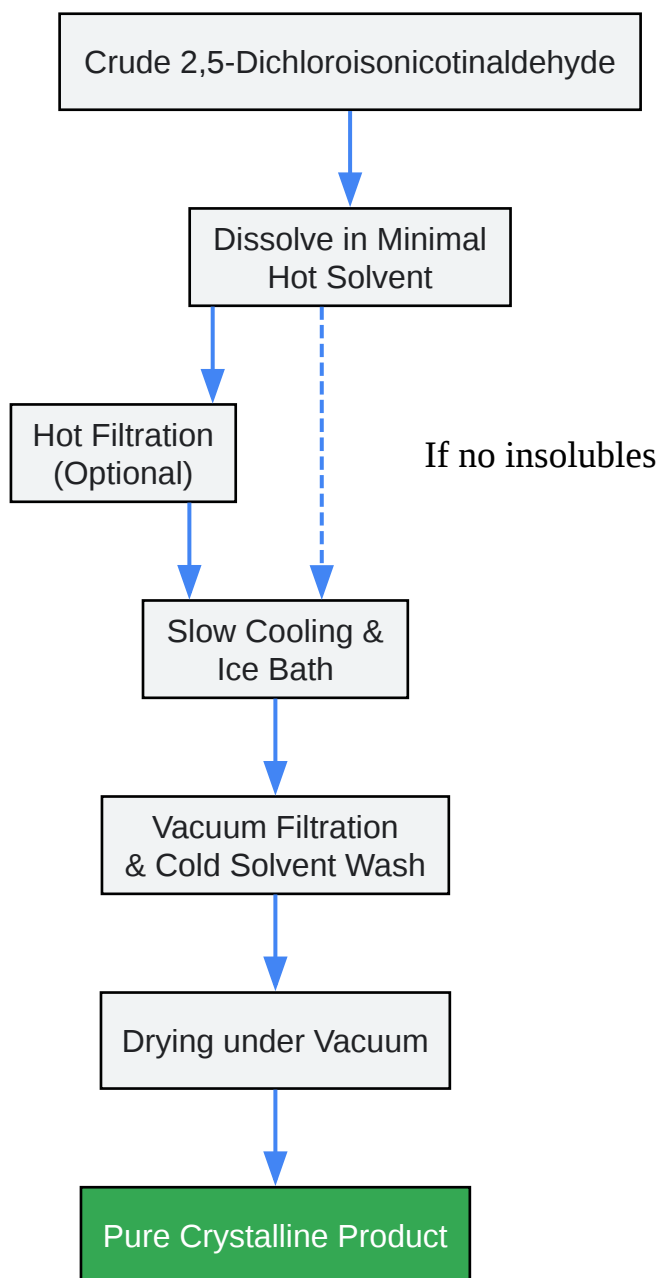 Crude 2,5-Dichloroisonicotinaldehyde
Dissolve in Minimal
Hot Solvent
Hot Filtration
(Optional)
If no insolubles
Slow Cooling &
Ice Bath
Vacuum Filtration
& Cold Solvent Wash
Drying under Vacuum
Pure Crystalline Product